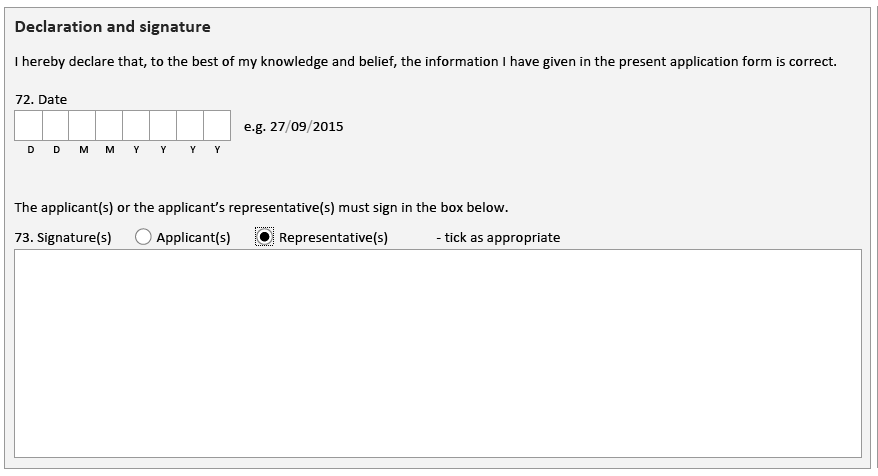 Declaration and signature
I hereby declare that, to the best of my knowledge and belief, the information I have given in the present application form is correct.
72. Date
e.g. 27/09/2015
D D M M Y Y Y Y
The applicant(s) or the applicant’s representative(s) must sign in the box below.
73. Signature(s) Applicant(s) Representative(s) - tick as appropriate